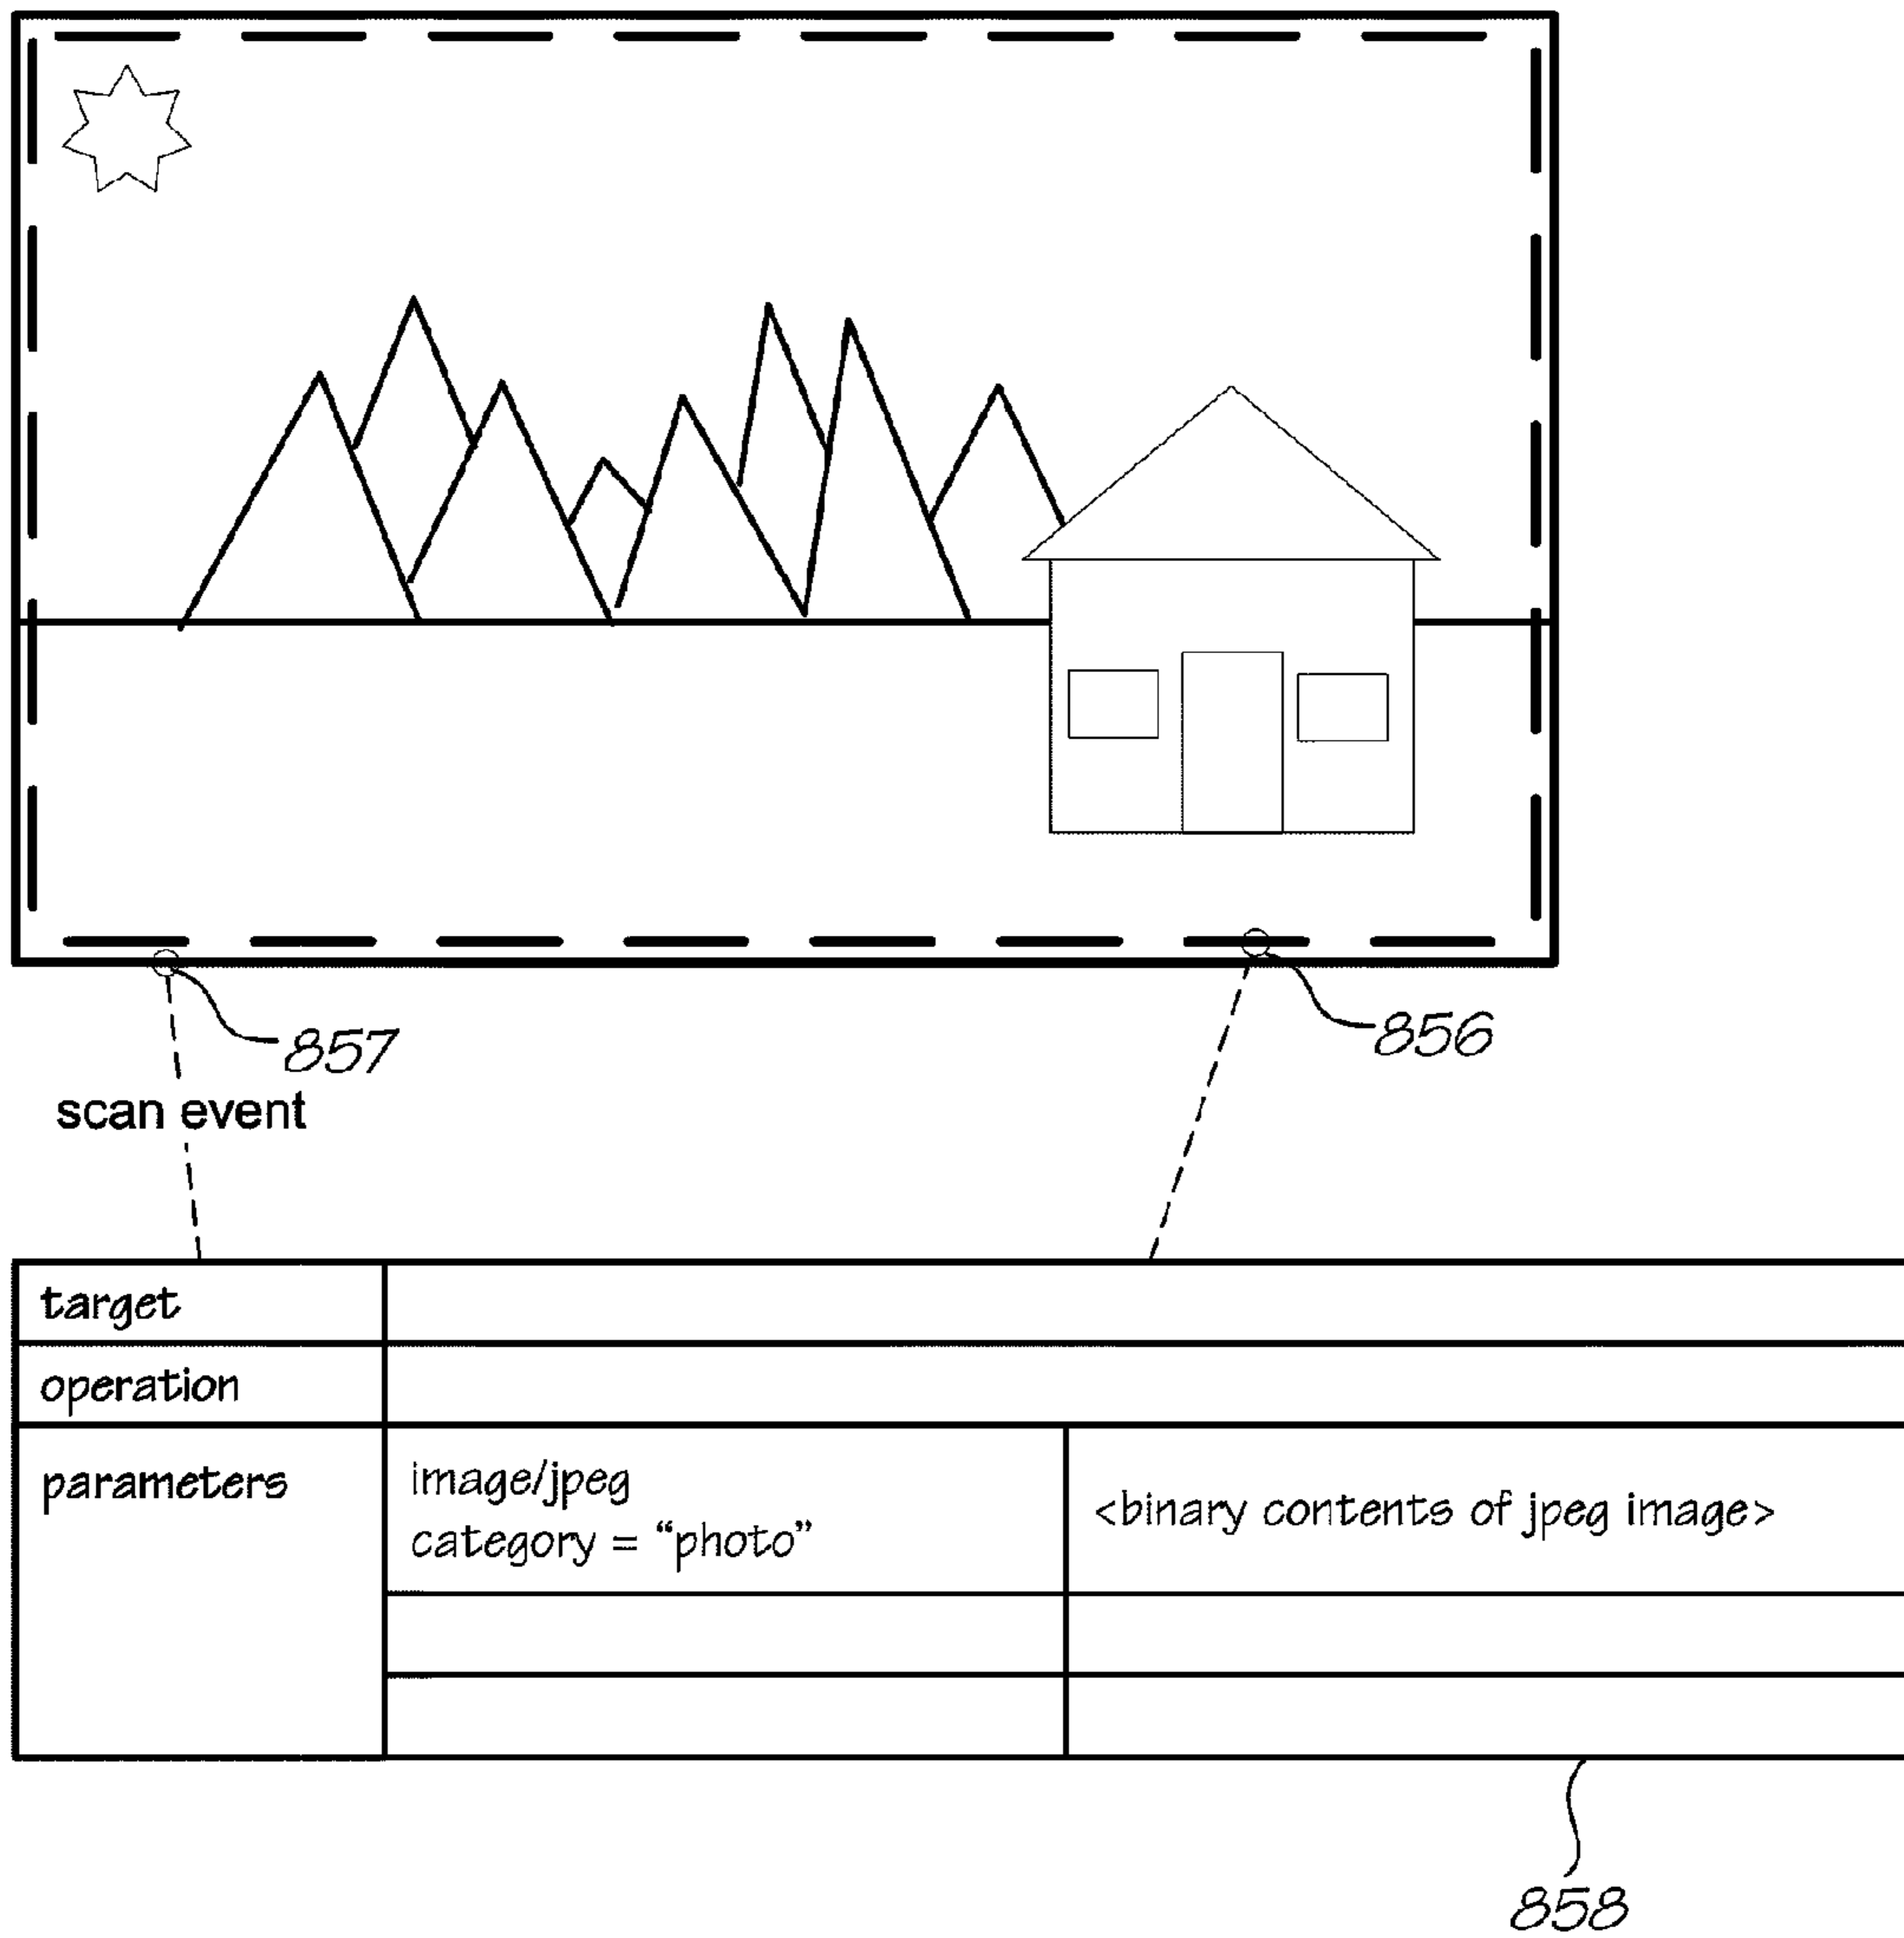 857
856
scan event
target
operation
parameters
image/jpeg
category = “photo”
<binary contents of jpeg image>
858